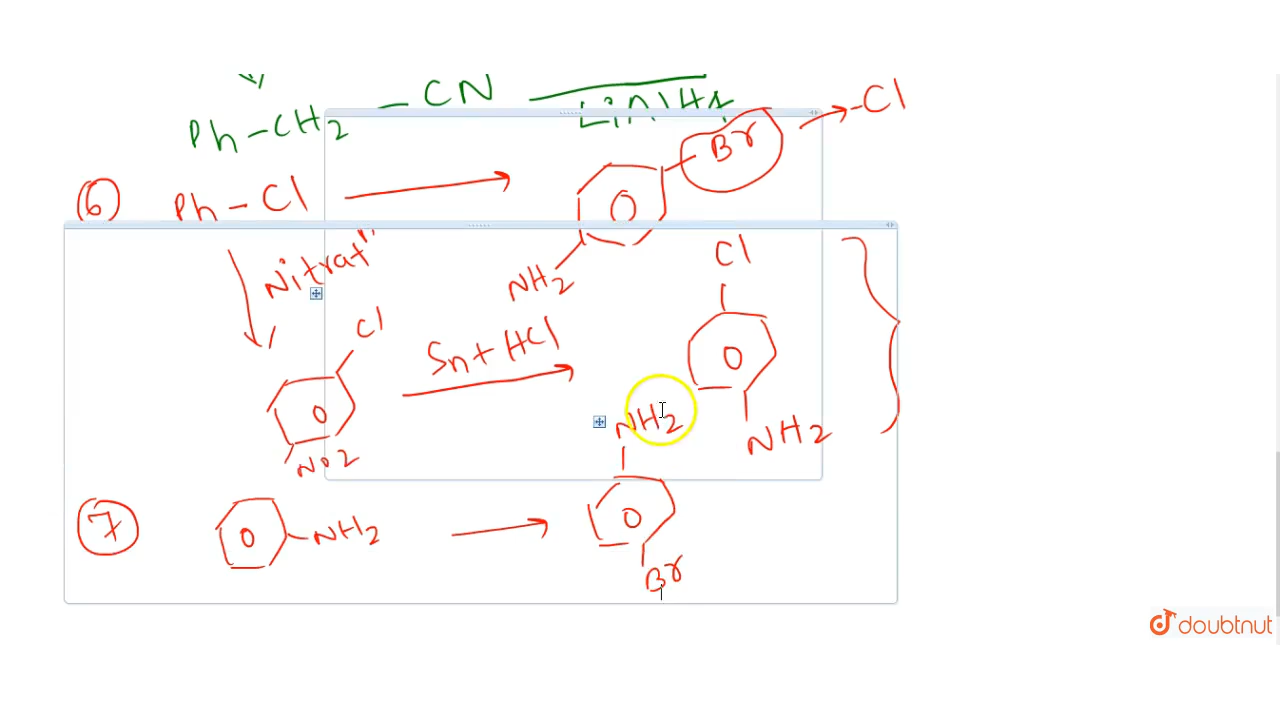 Ph-CH2 - CN
LiAlH4
6 Ph-Cl → Br → -Cl
NH2
Nitratn
Cl
NO2
Sn+HCl
Cl
NH2
7 NH2 → NH2
Br
doubtnut